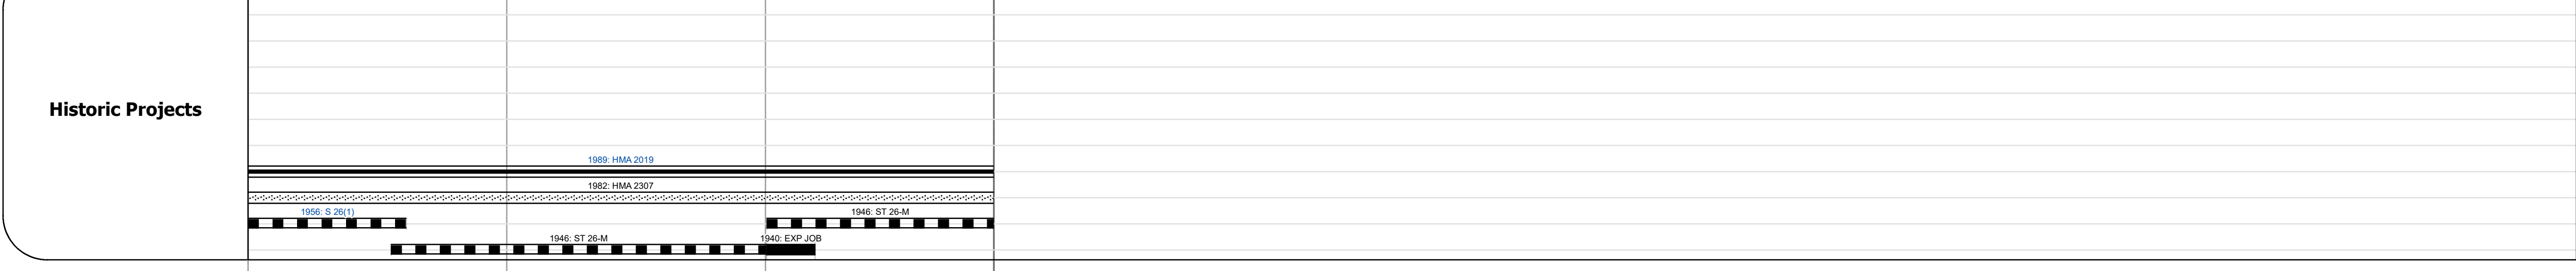 Historic Projects
1989: HMA 2019
1982: HMA 2307
1956: S 26(1)
1946: ST 26-M
1946: ST 26-M
1940: EXP JOB